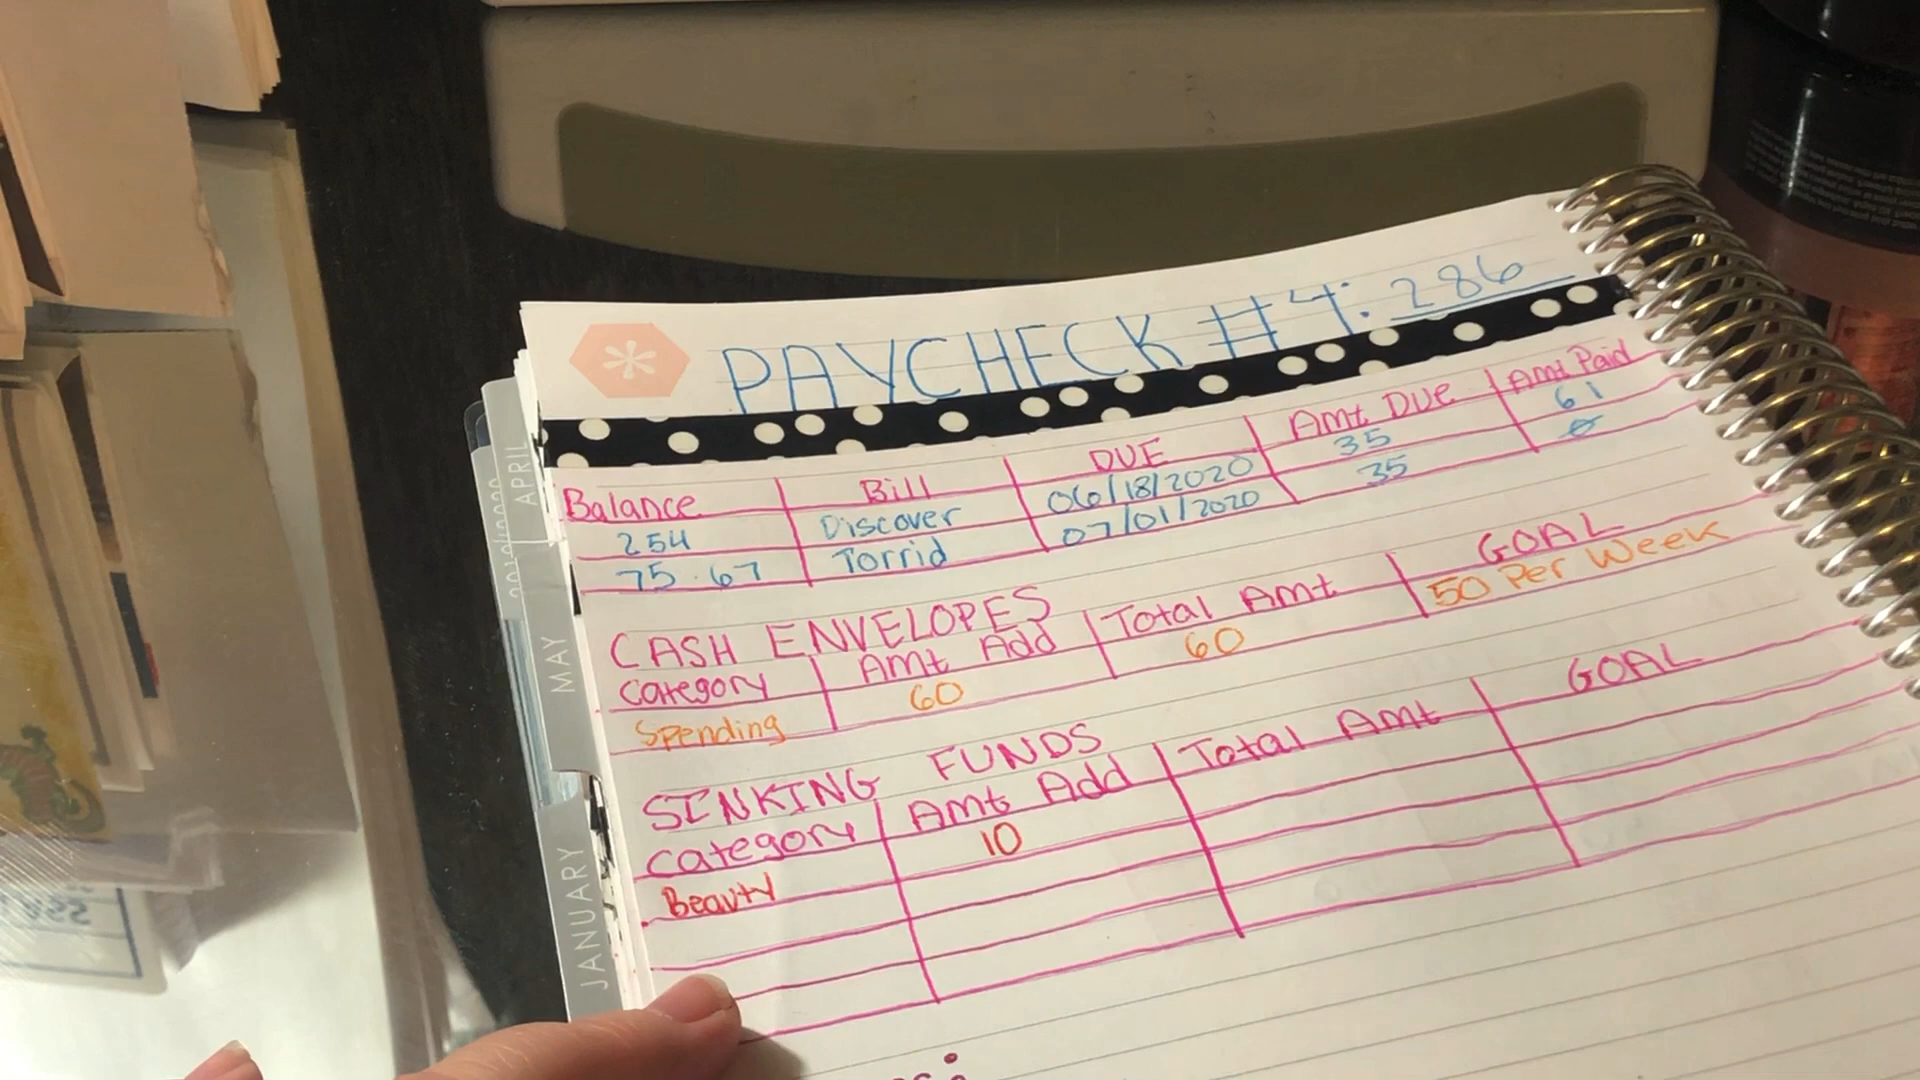 PAYCHECK #4: 286
Balance Bill DUE Amt Due Amt Paid
254 Discover 06/18/2020 35 61
75.67 Torrid 07/01/2020 35 0
CASH ENVELOPES
Category Amt Add Total Amt GOAL
Spending 60 60 50 Per Week
SINKING FUNDS
Category Amt Add Total Amt GOAL
Beauty 10
APRIL
MAY
JANUARY